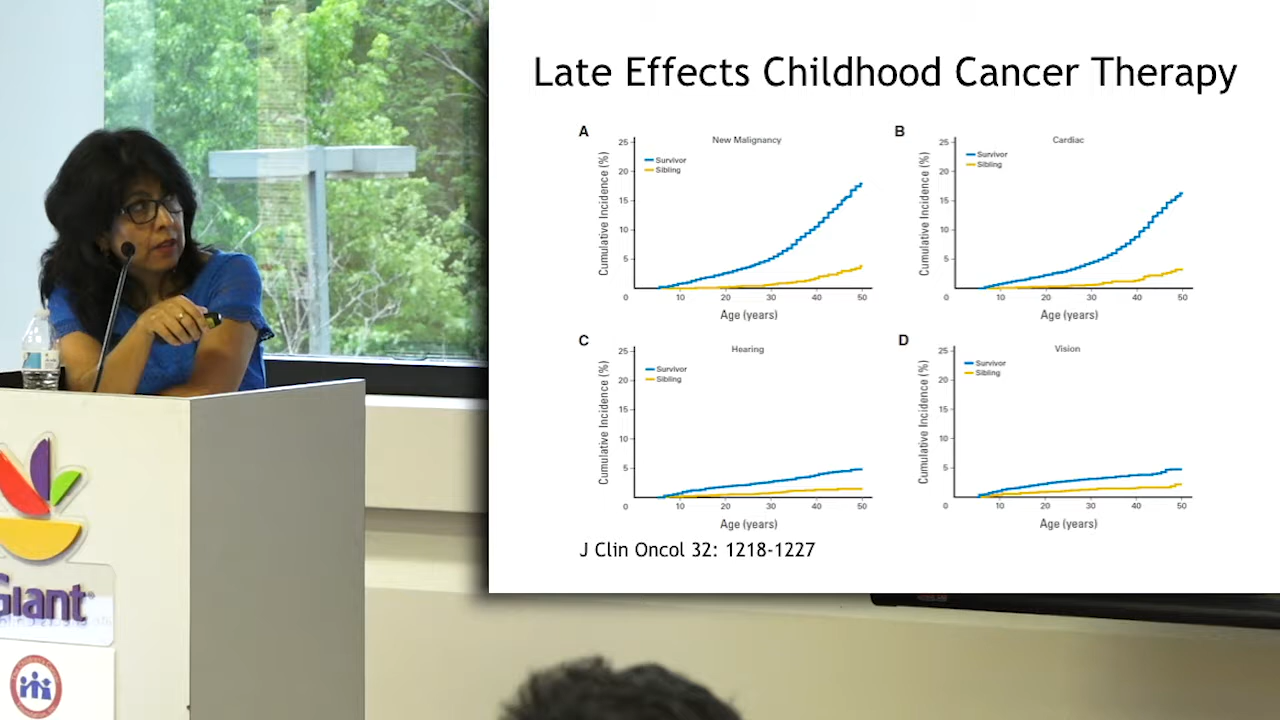 Late Effects Childhood Cancer Therapy
A
New Malignancy
Cumulative Incidence (%)
25
20
15
10
5
0
Survivor
Sibling
10
20
30
40
50
Age (years)
B
Cardiac
Cumulative Incidence (%)
25
20
15
10
5
0
Survivor
Sibling
10
20
30
40
50
Age (years)
C
Hearing
Cumulative Incidence (%)
25
20
15
10
5
0
Survivor
Sibling
10
20
30
40
50
Age (years)
D
Vision
Cumulative Incidence (%)
25
20
15
10
5
0
Survivor
Sibling
10
20
30
40
50
Age (years)
J Clin Oncol 32: 1218-1227
Giant